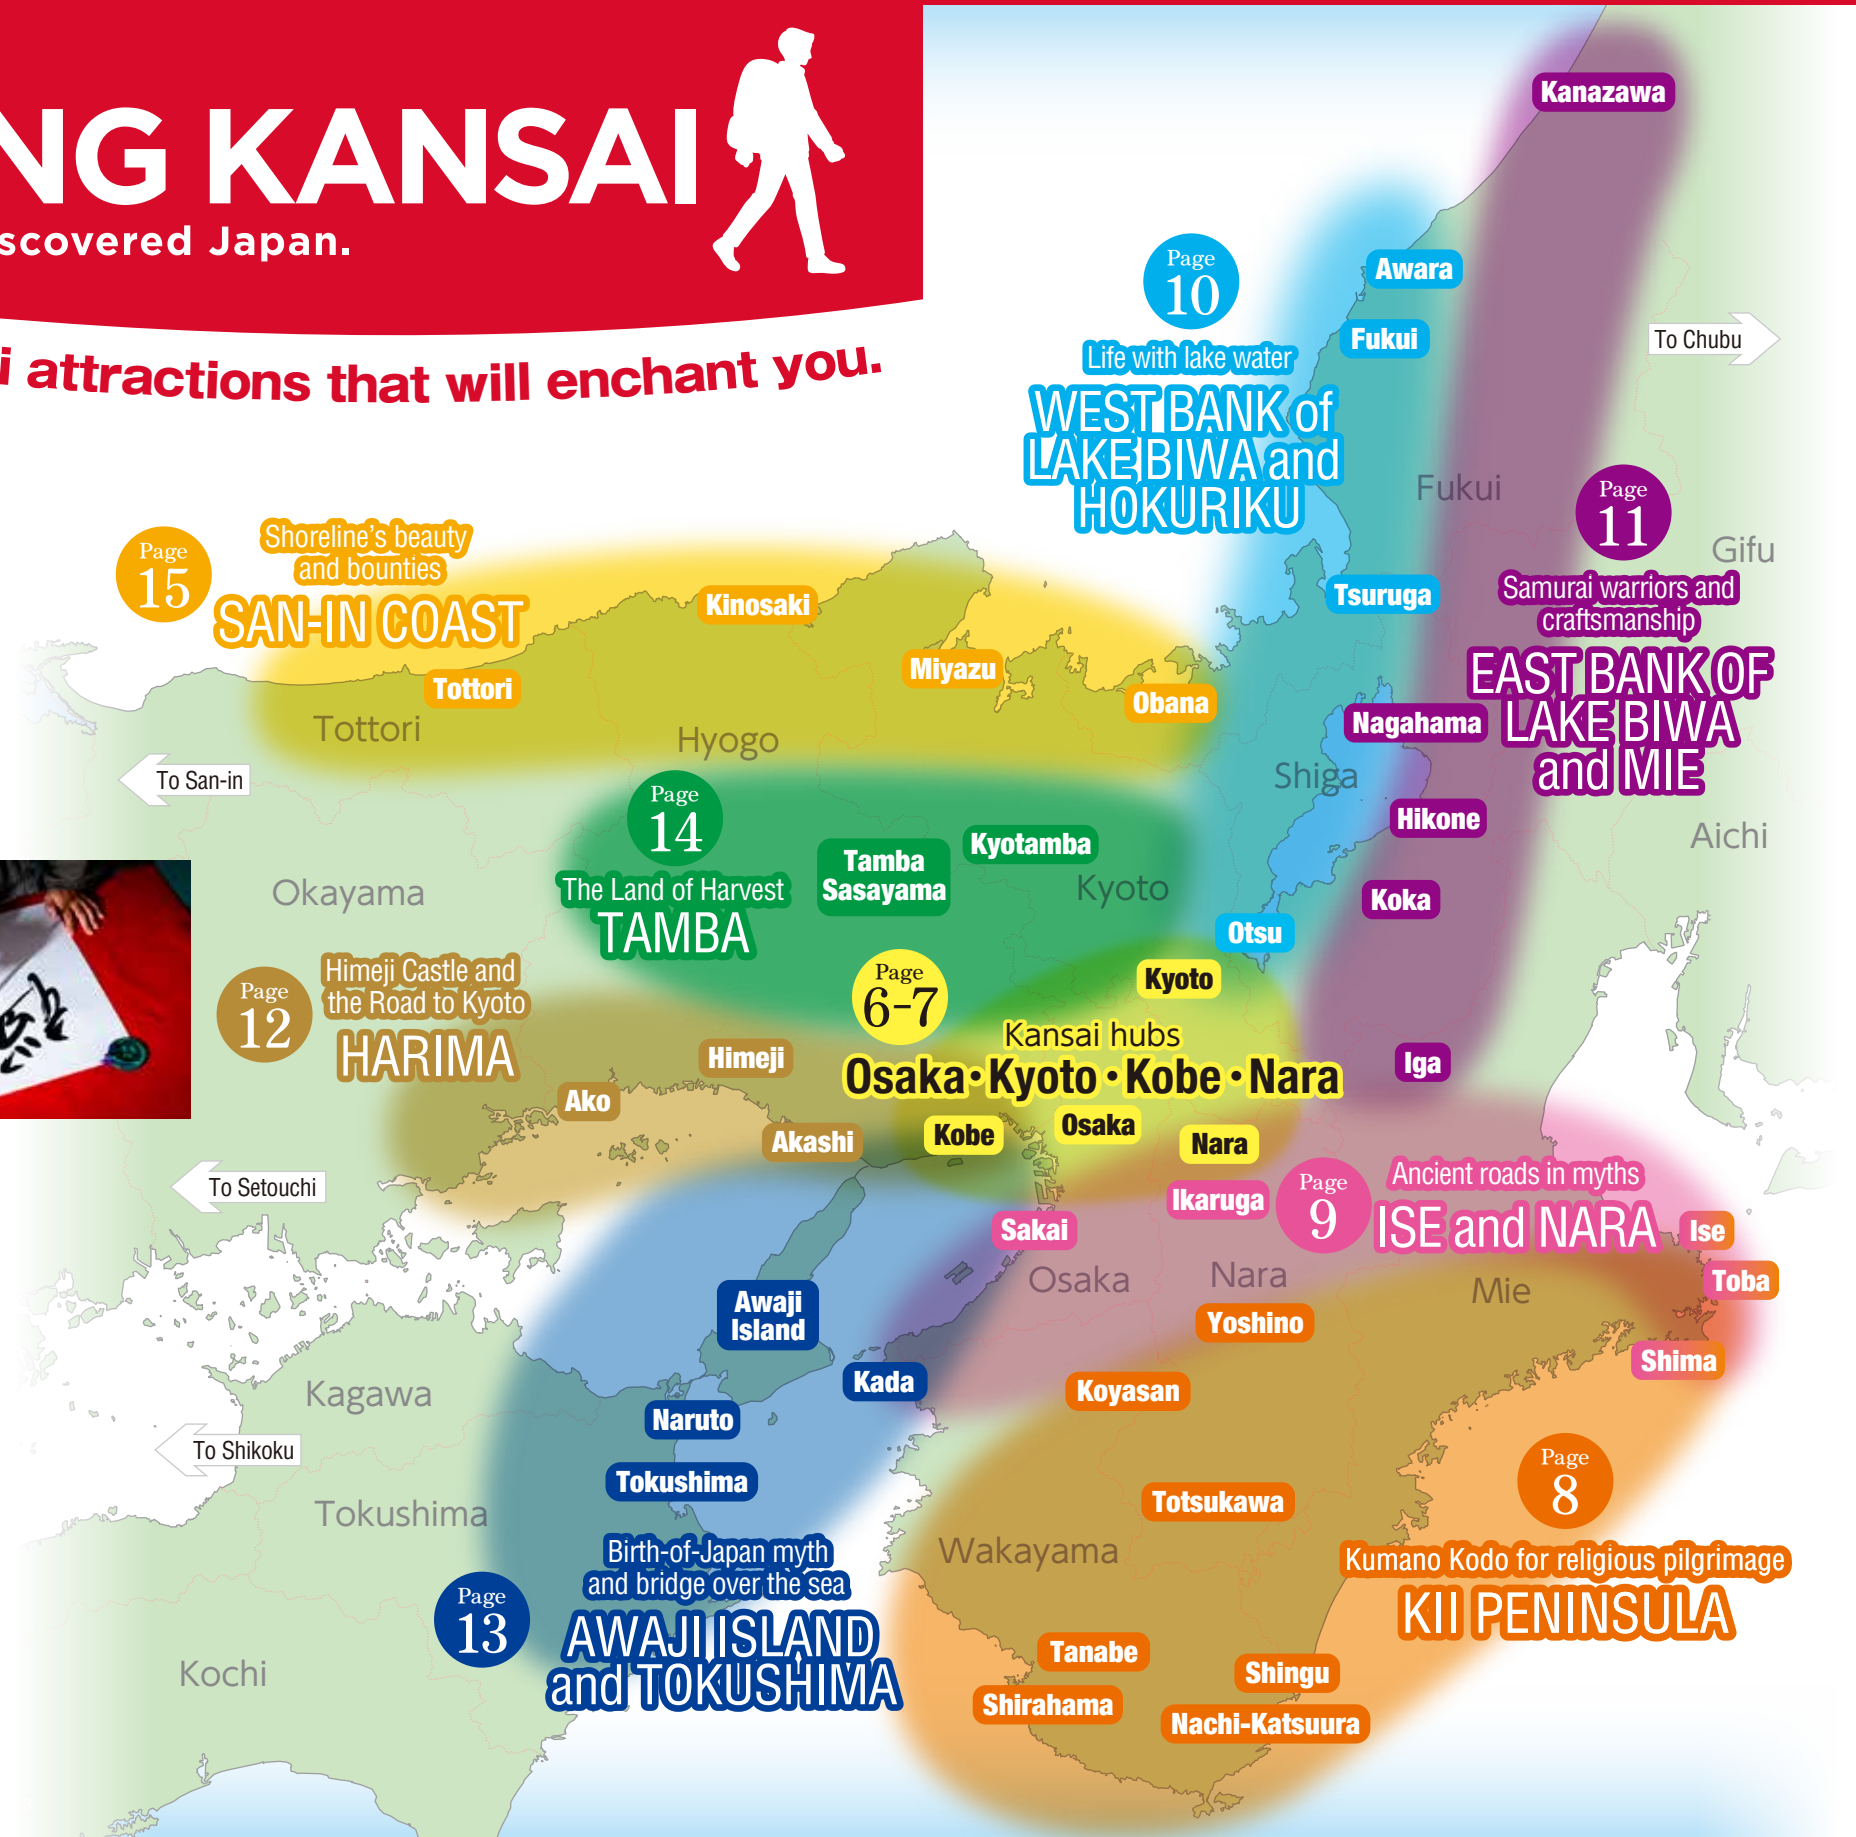 NG KANSAI
scovered Japan.
i attractions that will enchant you.
Kanazawa
Page
10
Life with lake water
WEST BANK of
LAKE BIWA and
HOKURIKU
Awara
Fukui
To Chubu
Fukui
Page
11
Samurai warriors and
craftsmanship
EAST BANK OF
LAKE BIWA
and MIE
Gifu
Tsuruga
Page
15
Shoreline's beauty
and bounties
SAN-IN COAST
Kinosaki
Tottori
Miyazu
Obana
Tottori
Hyogo
Nagahama
Shiga
Hikone
Aichi
To San-in
Page
14
The Land of Harvest
TAMBA
Tamba
Sasayama
Kyotamba
Kyoto
Okayama
Koka
Otsu
Page
12
Himeji Castle and
the Road to Kyoto
HARIMA
Page
6-7
Kansai hubs
Osaka・Kyoto・Kobe・Nara
Kyoto
Himeji
Iga
Ako
Akashi
Kobe
Osaka
Nara
To Setouchi
Ikaruga
Page
9
Ancient roads in myths
ISE and NARA
Ise
Sakai
Osaka
Nara
Mie
Toba
Awaji
Island
Yoshino
Shima
Kada
Koyasan
Kagawa
Naruto
To Shikoku
Tokushima
Tokushima
Totsukawa
Page
8
Kumano Kodo for religious pilgrimage
KII PENINSULA
Wakayama
Page
13
Birth-of-Japan myth
and bridge over the sea
AWAJI ISLAND
and TOKUSHIMA
Kochi
Tanabe
Shingu
Shirahama
Nachi-Katsuura